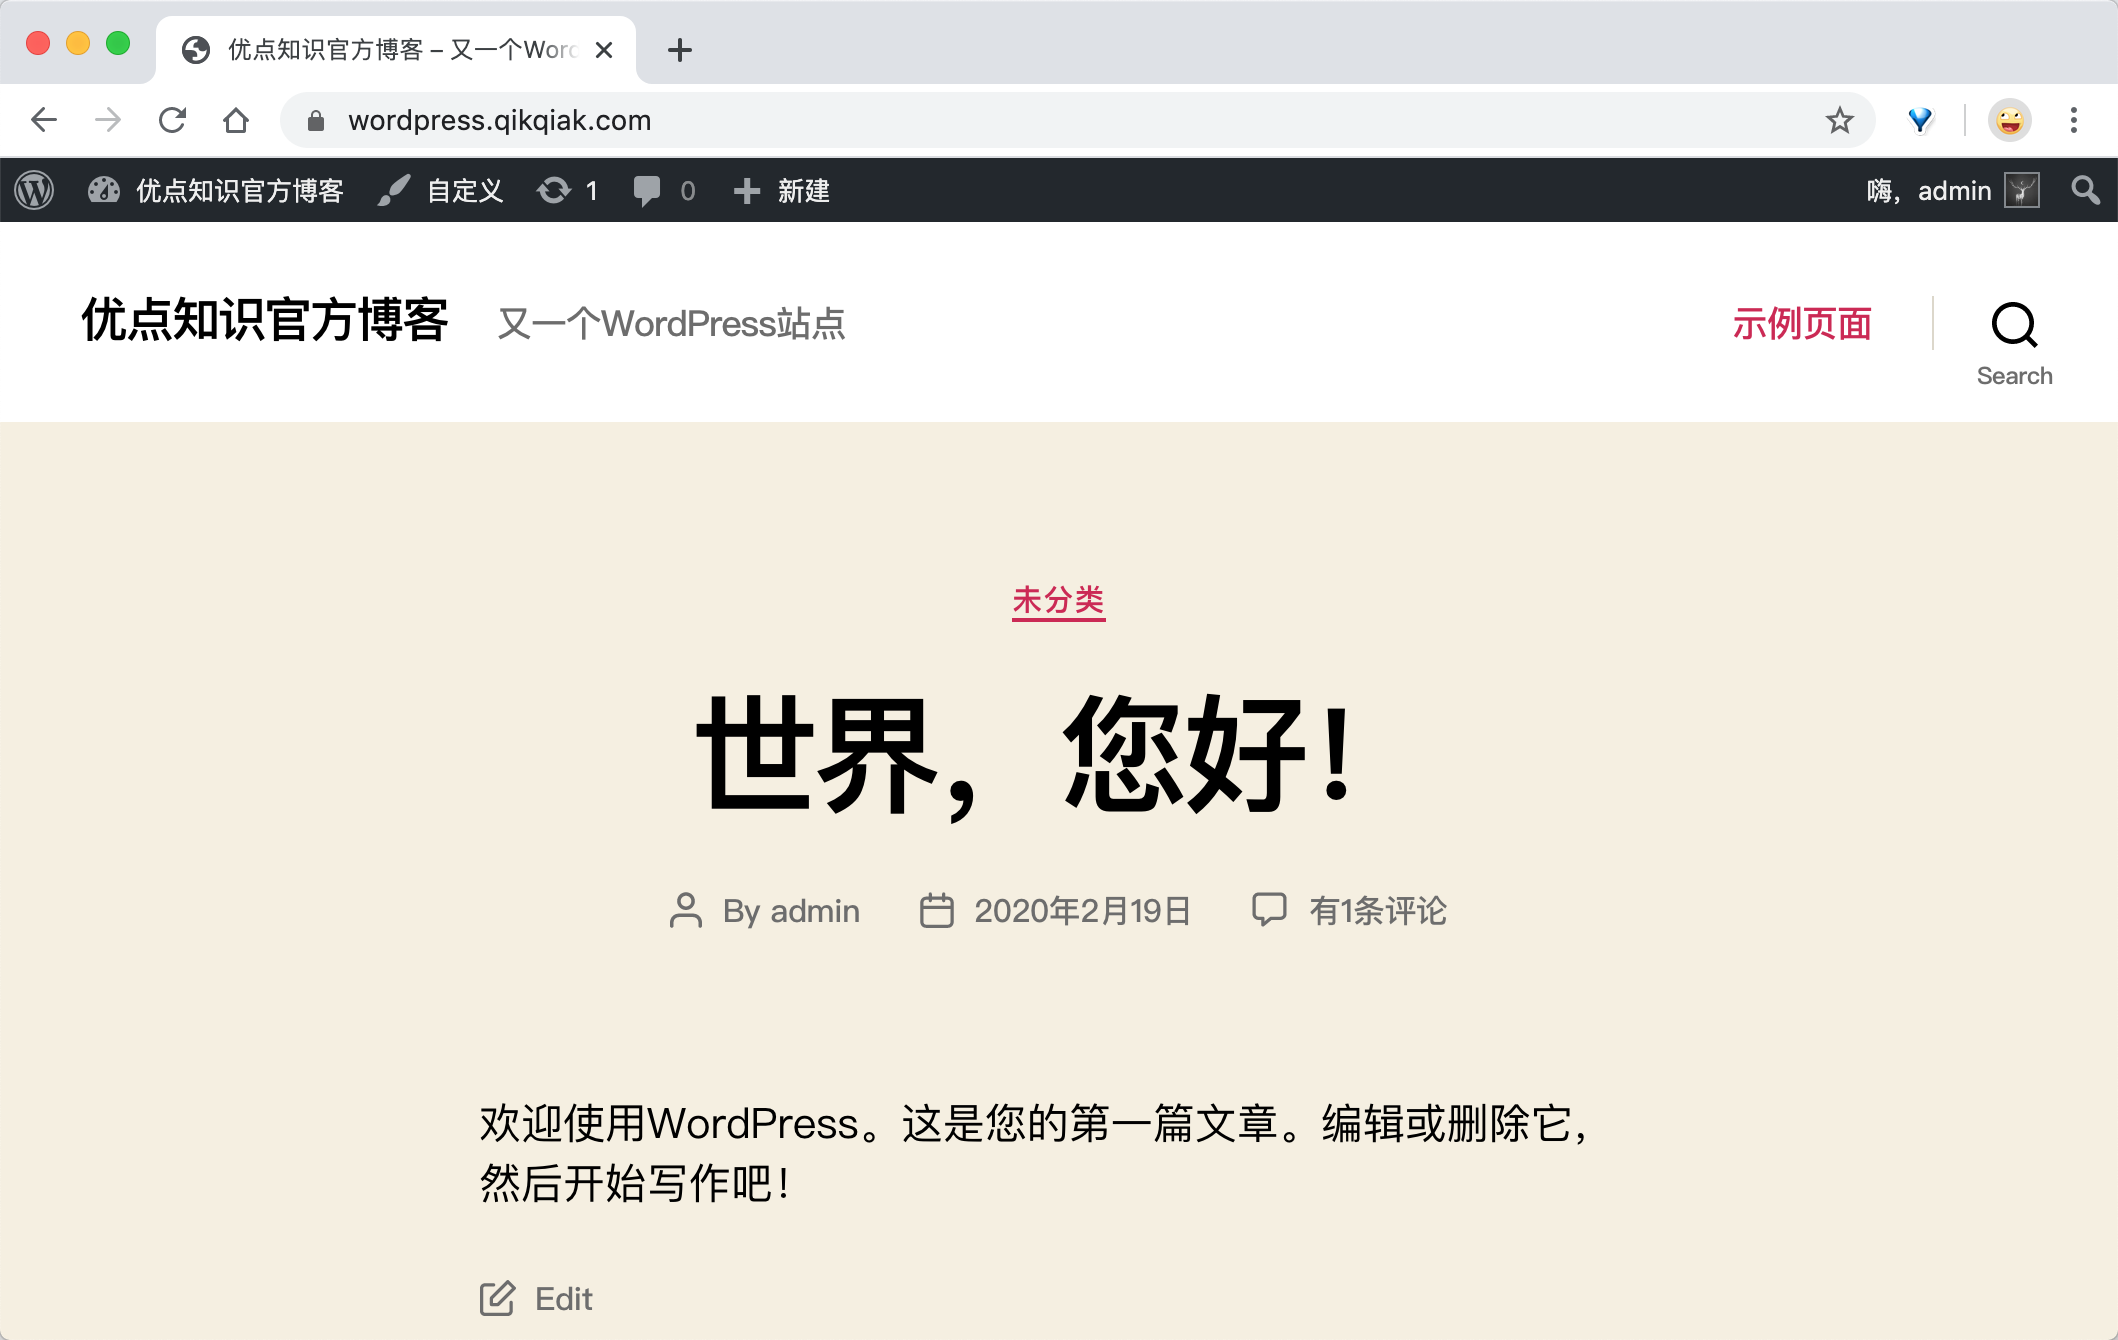 优点知识官方博客 – 又一个Word
wordpress.qikqiak.com
优点知识官方博客 自定义 1 0 新建 嗨，admin
优点知识官方博客 又一个WordPress站点 示例页面
Search
未分类
世界，您好！
By admin 2020年2月19日 有1条评论
欢迎使用WordPress。这是您的第一篇文章。编辑或删除它，
然后开始写作吧！
Edit